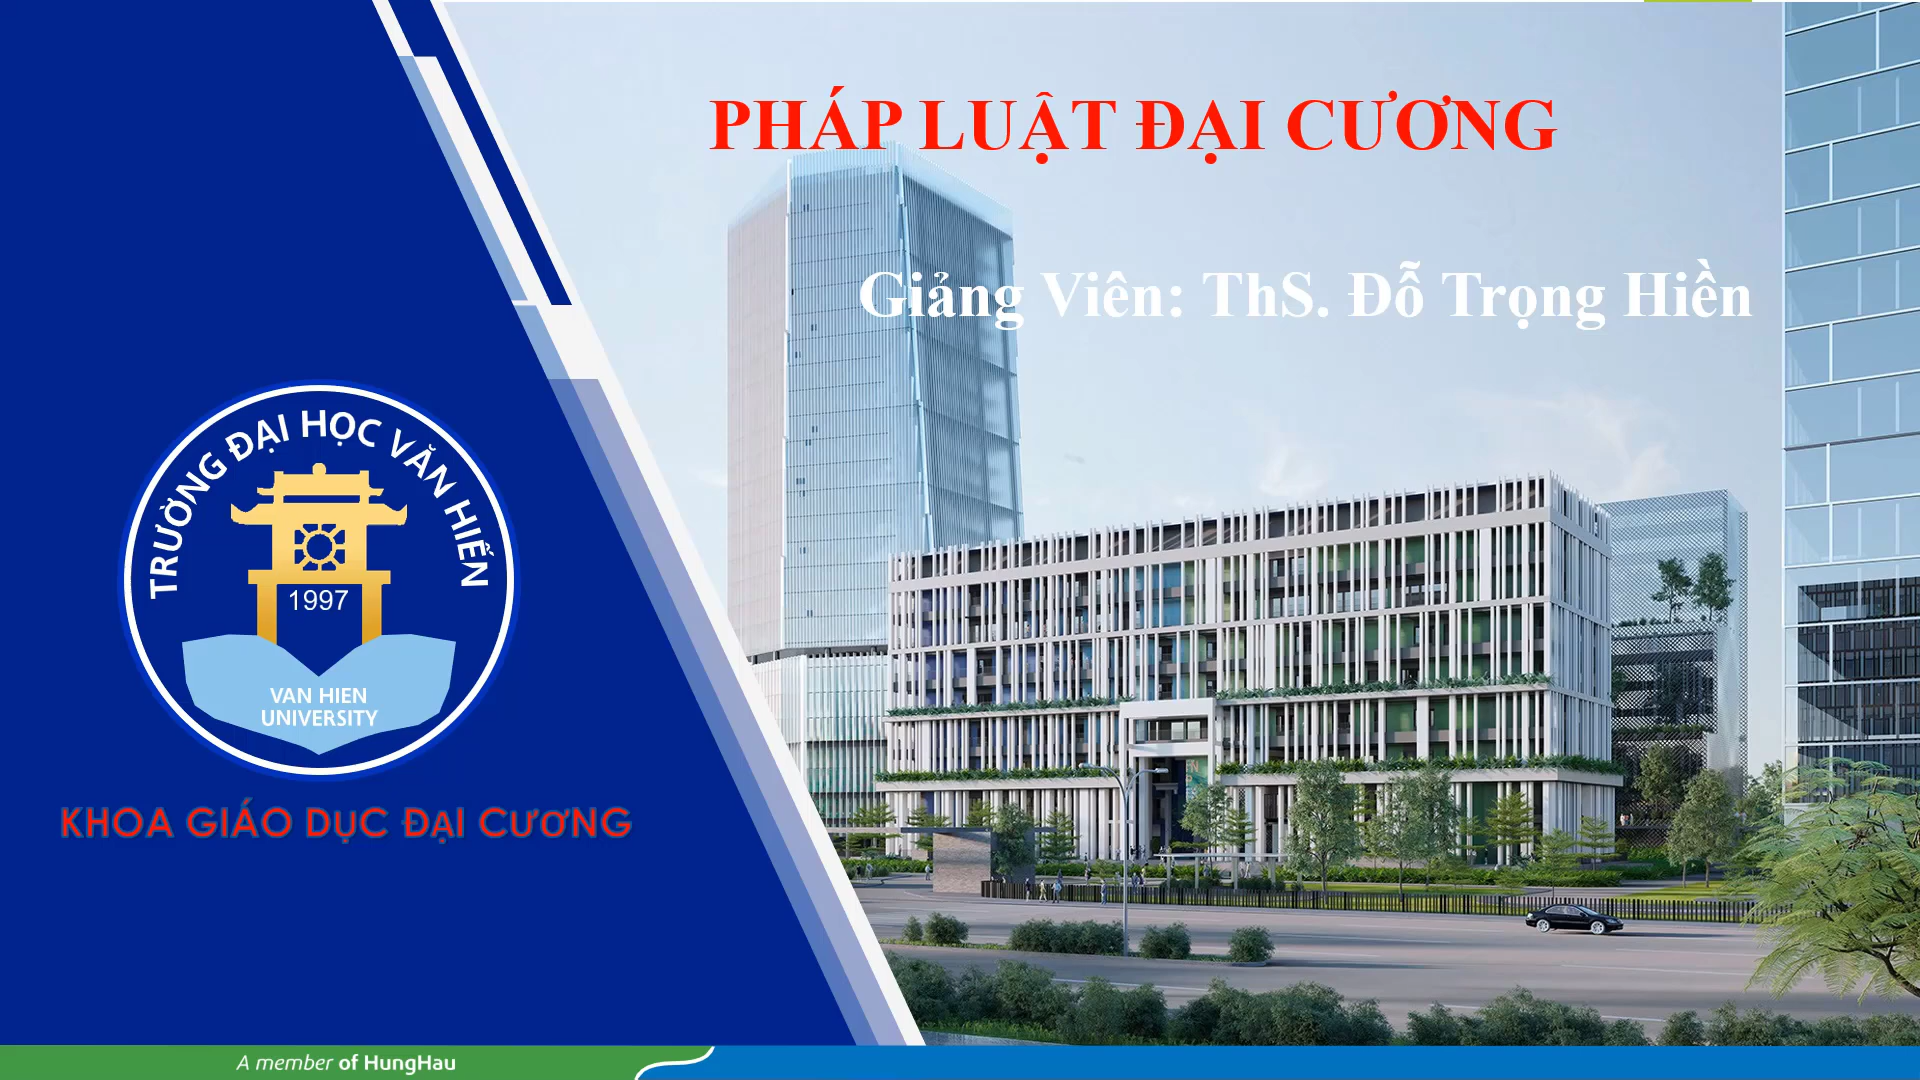 PHÁP LUẬT ĐẠI CƯƠNG
Giảng Viên: ThS. Đỗ Trọng Hiền
TRƯỜNG ĐẠI HỌC VĂN HIẾN
1997
VAN HIEN
UNIVERSITY
KHOA GIÁO DỤC ĐẠI CƯƠNG
A member of HungHau